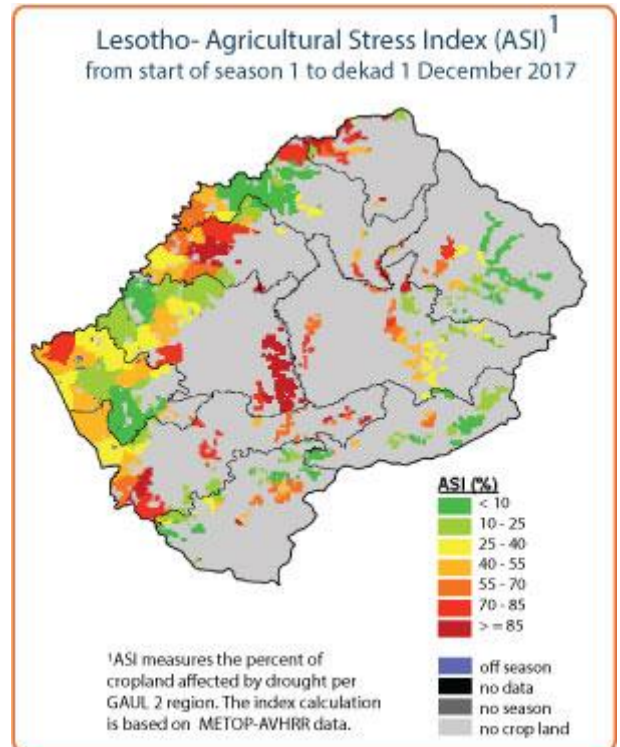 Lesotho- Agricultural Stress Index (ASI)1
from start of season 1 to dekad 1 December 2017
ASI (%)
< 10
10 - 25
25 - 40
40 - 55
55 - 70
70 - 85
> = 85
off season
no data
no season
no crop land
1ASI measures the percent of
cropland affected by drought per
GAUL 2 region. The index calculation
is based on METOP-AVHRR data.